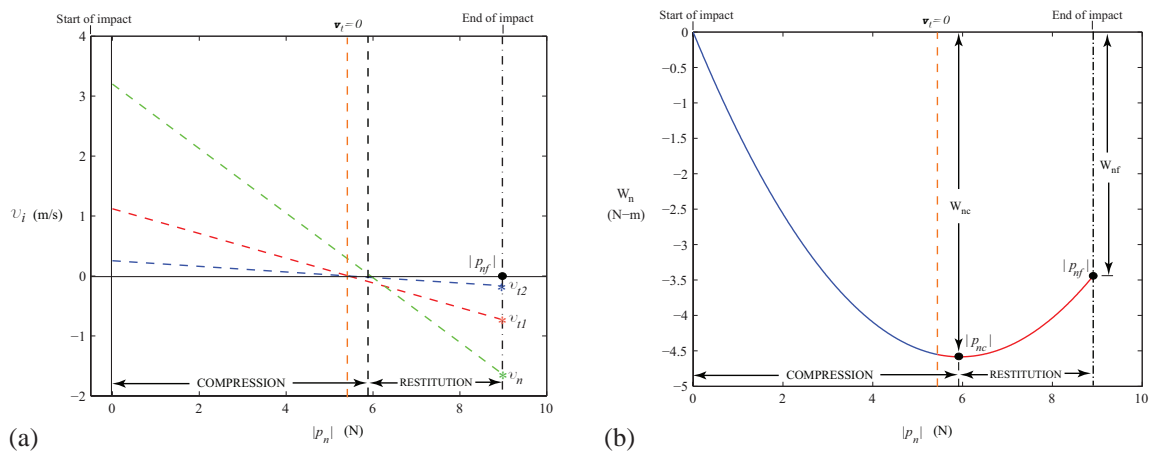 Start of impact
v_t=0
End of impact
4
3
2
1
0
−1
−2
υ_i (m/s)
|p_nf|
υ_t2
υ_t1
υ_n
COMPRESSION
RESTITUTION
0 2 4 6 8 10
|p_n| (N)
(a)
Start of impact
v_t=0
End of impact
0
−0.5
−1
−1.5
−2
−2.5
−3
−3.5
−4
−4.5
−5
W_n
(N−m)
W_nc
W_nf
|p_nf|
|p_nc|
COMPRESSION
RESTITUTION
0 2 4 6 8 10
|p_n| (N)
(b)